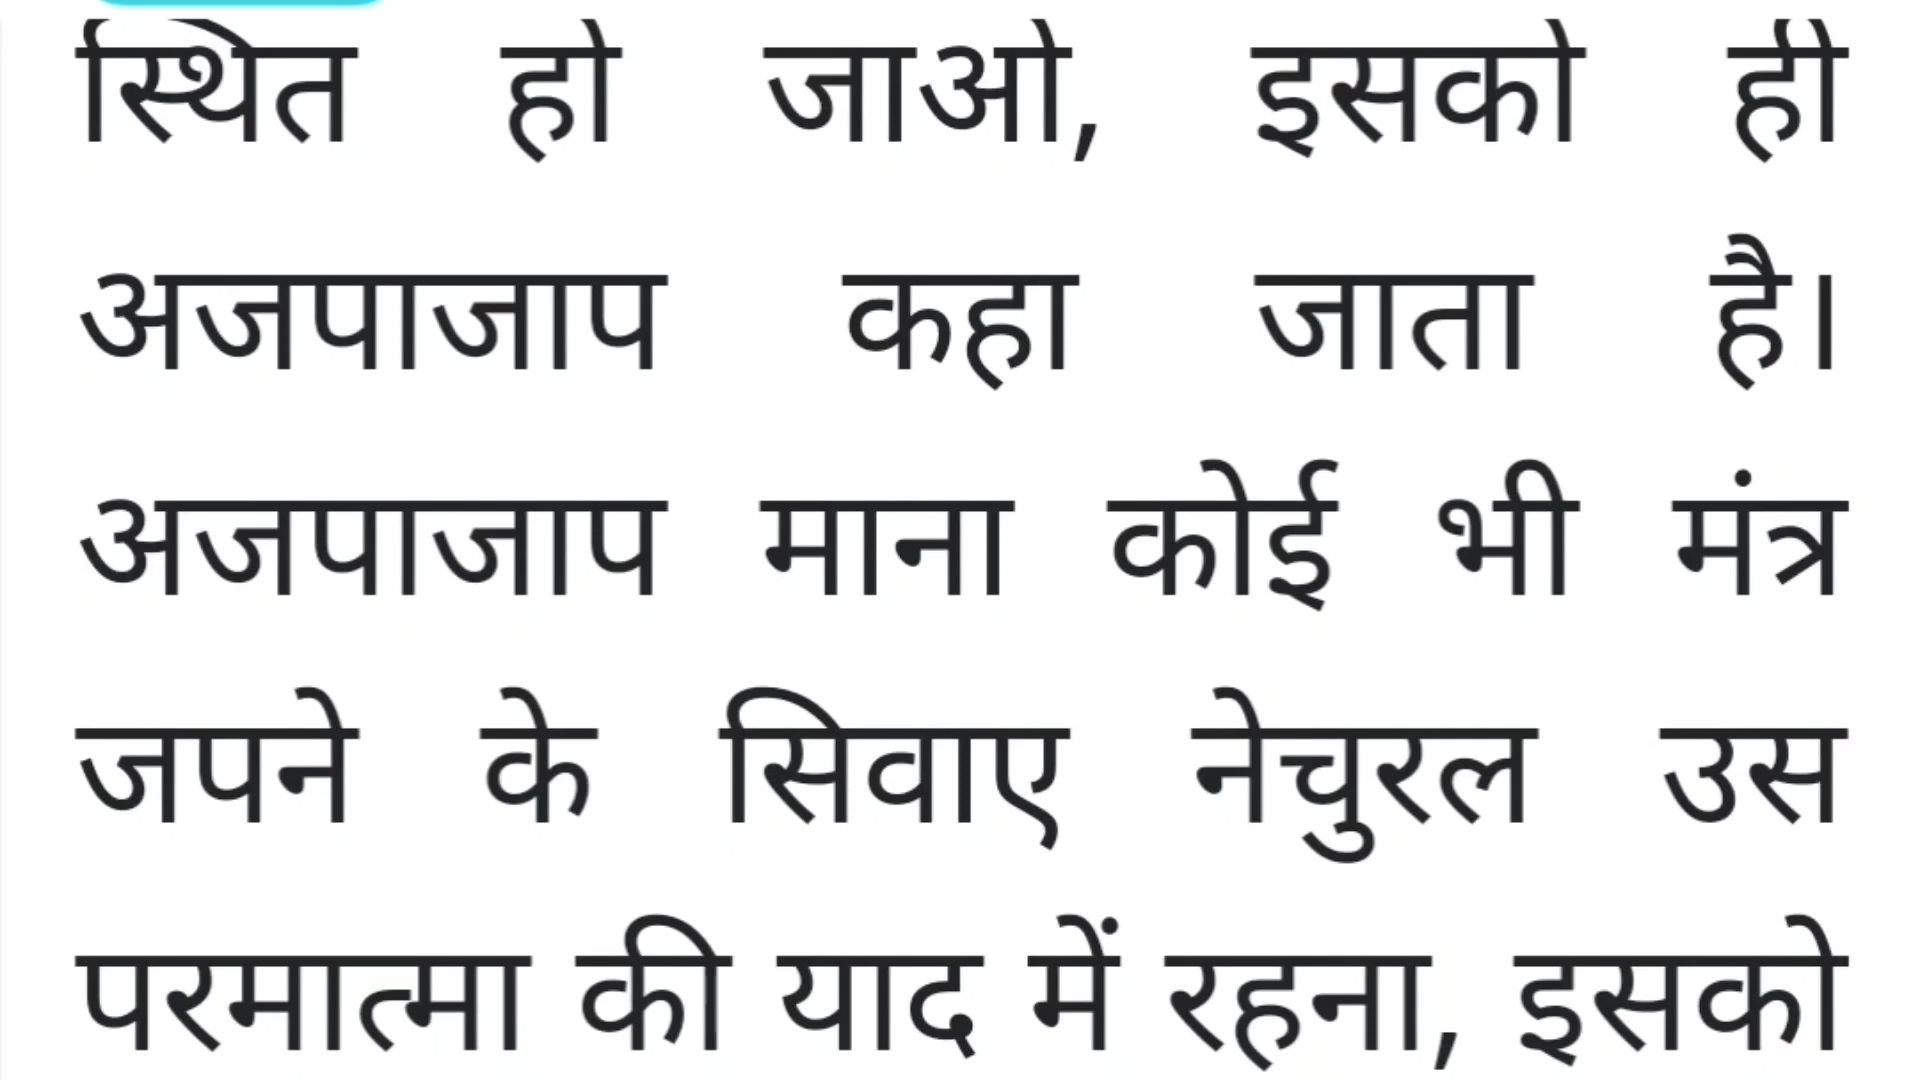 स्थित हो जाओ, इसको ही
अजपाजाप कहा जाता है।
अजपाजाप माना कोई भी मंत्र
जपने के सिवाए नेचुरल उस
परमात्मा की याद में रहना, इसको